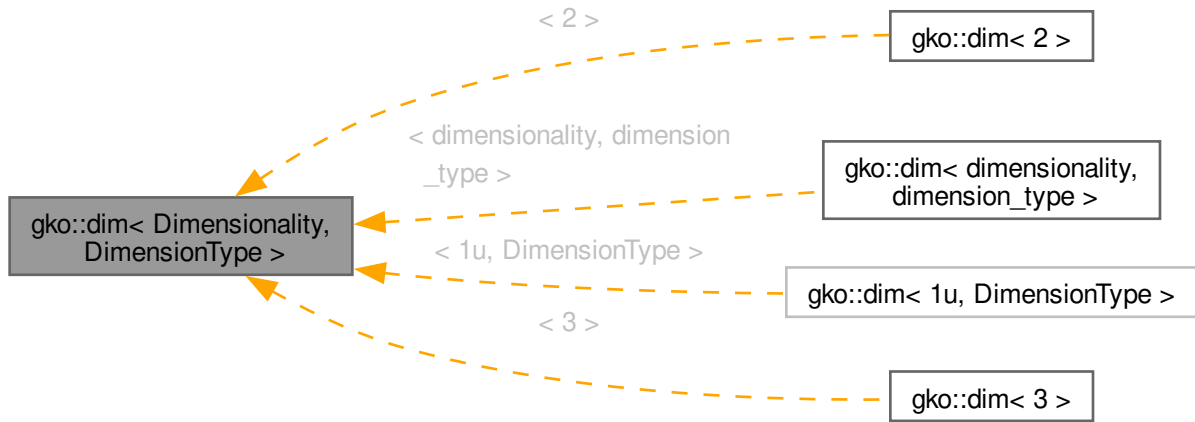 < 2 >
gko::dim< 2 >
< dimensionality, dimension
_type >
gko::dim< dimensionality,
dimension_type >
gko::dim< Dimensionality,
DimensionType >
< 1u, DimensionType >
gko::dim< 1u, DimensionType >
< 3 >
gko::dim< 3 >